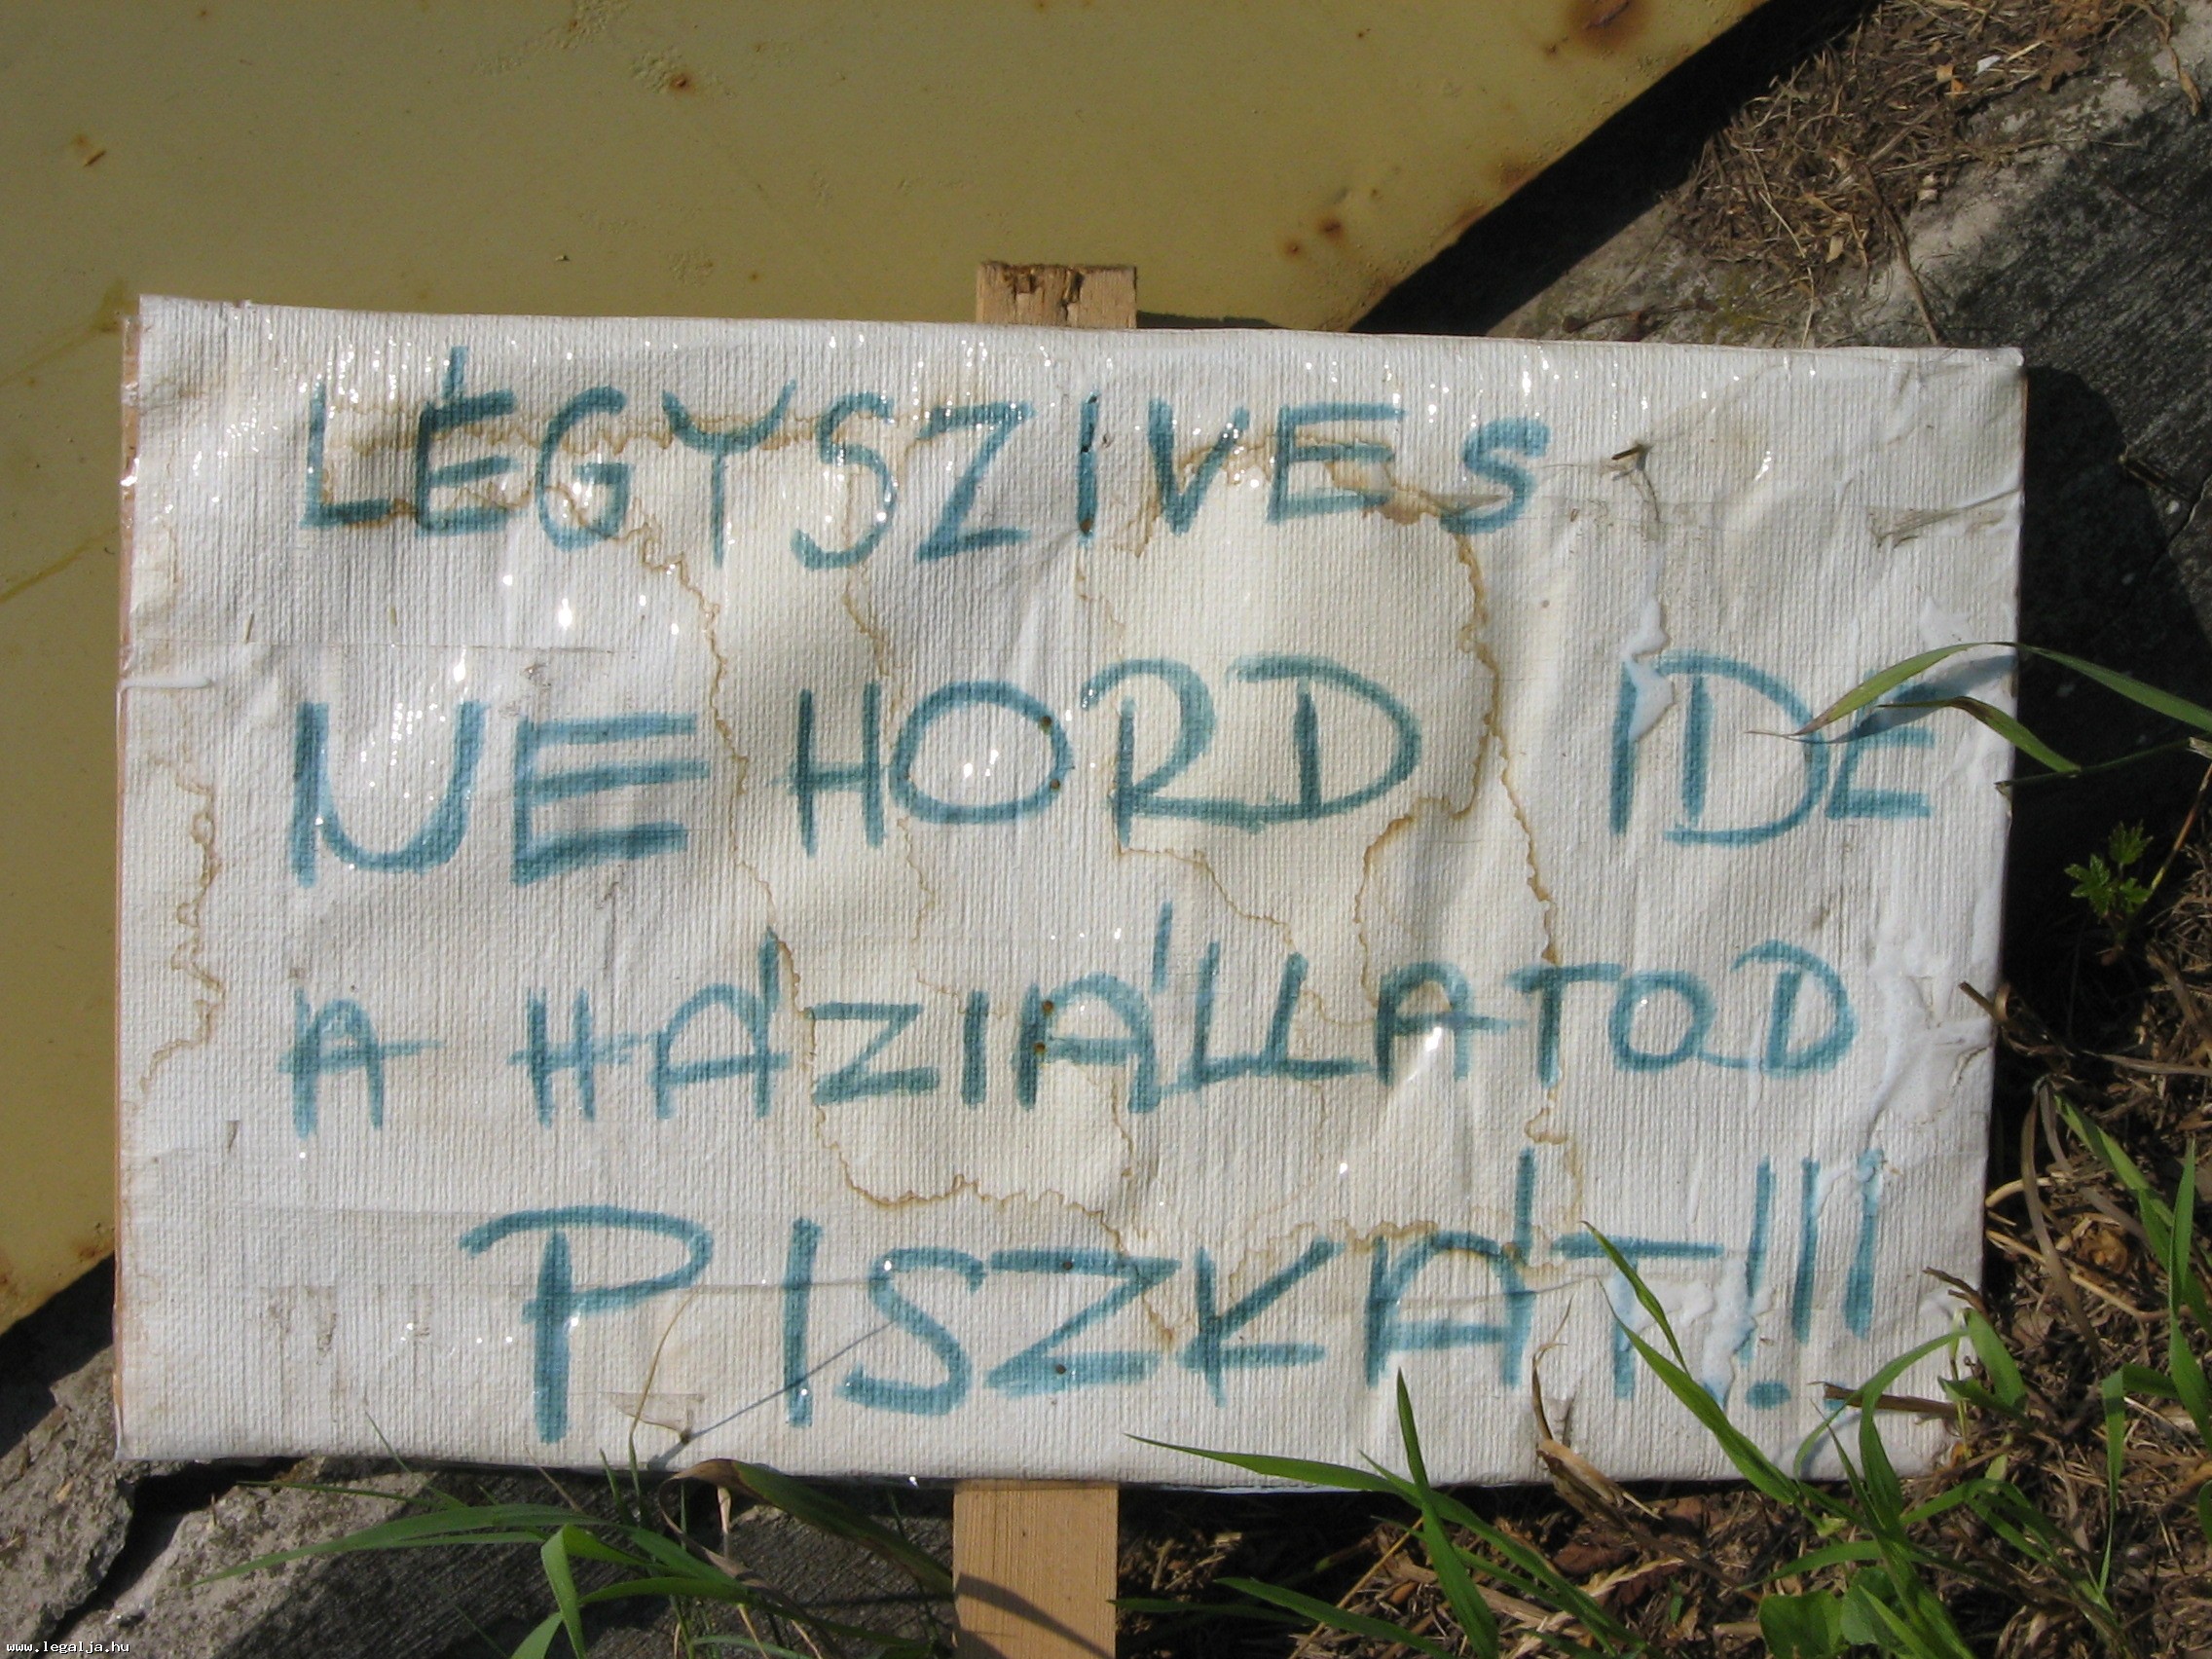 LÉGYSZIVES
NE HORD IDE
A HÁZIÁLLATOD
PISZKÁT!!!
www.legalja.hu